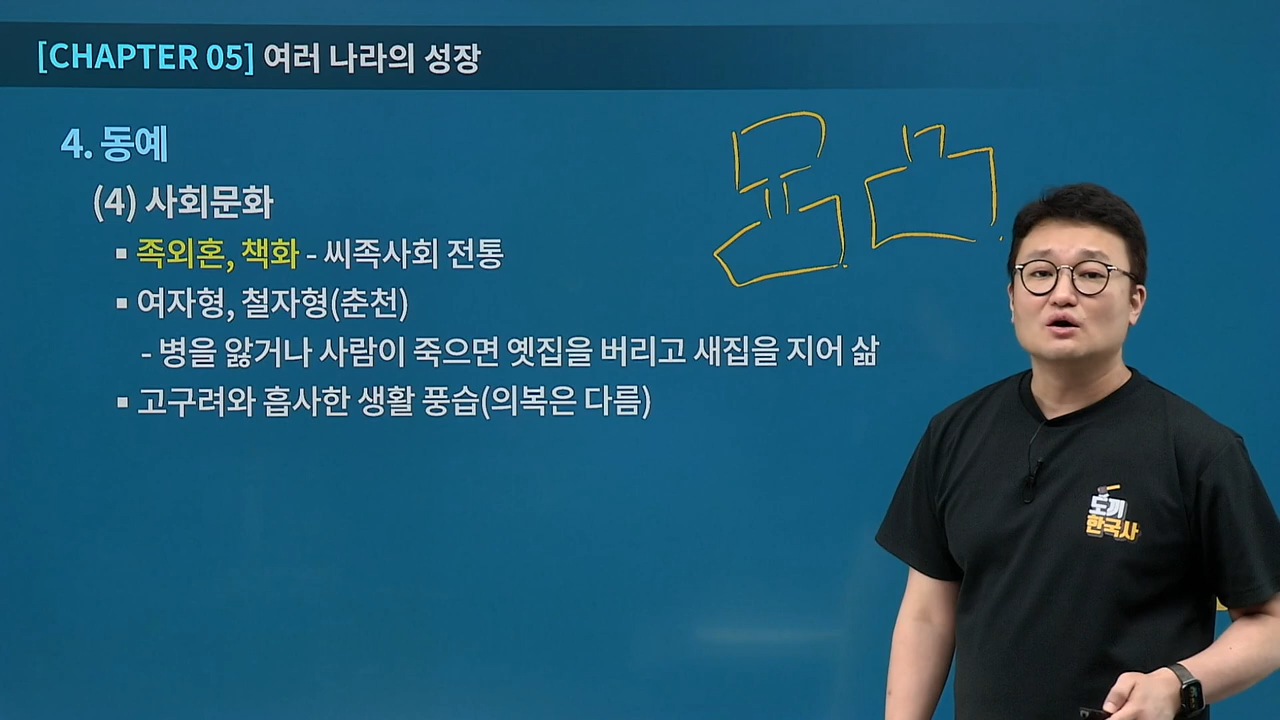 [CHAPTER 05] 여러 나라의 성장
4. 동예
(4) 사회문화
▪ 족외혼, 책화 - 씨족사회 전통
▪ 여자형, 철자형(춘천)
- 병을 앓거나 사람이 죽으면 옛집을 버리고 새집을 지어 삶
▪ 고구려와 흡사한 생활 풍습(의복은 다름)
도끼
한국사